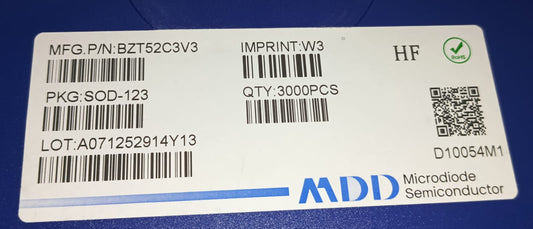 MFG.P/N:BZT52C3V3
IMPRINT:W3
HF
RoHS
PKG:SOD-123
QTY:3000PCS
LOT:A071252914Y13
D10054M1
MDD
Microdiode
Semiconductor